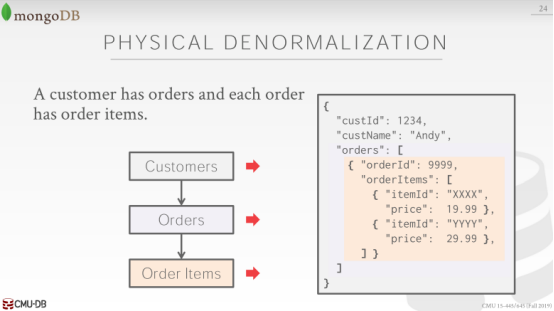 24
mongoDB
PHYSICAL DENORMALIZATION
A customer has orders and each order
has order items.
Customers
Orders
Order Items
{
"custId": 1234,
"custName": "Andy",
"orders": [
{ "orderId": 9999,
"orderItems": [
{ "itemId": "XXXX",
"price": 19.99 },
{ "itemId": "YYYY",
"price": 29.99 },
] }
]
}
CMU-DB
CMU 15-445/645 (Fall 2019)